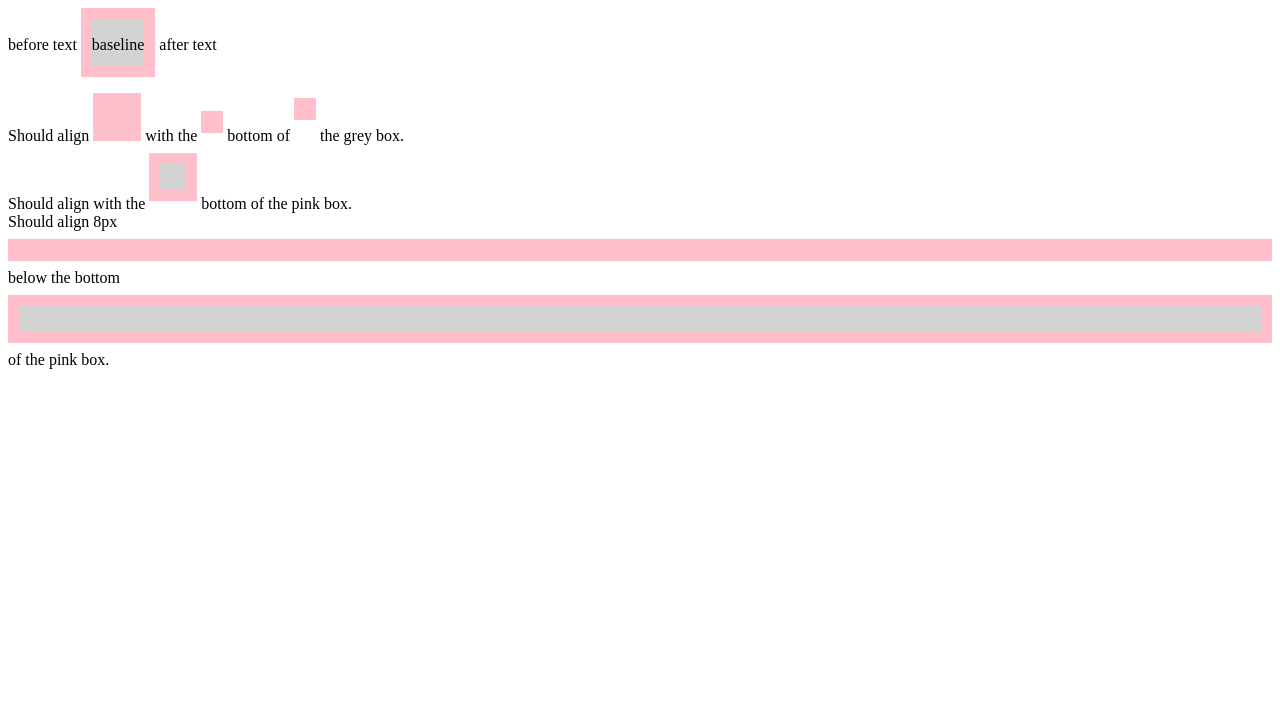 before text baseline after text
Should align with the bottom of the grey box.
Should align with the bottom of the pink box.
Should align 8px
below the bottom
of the pink box.